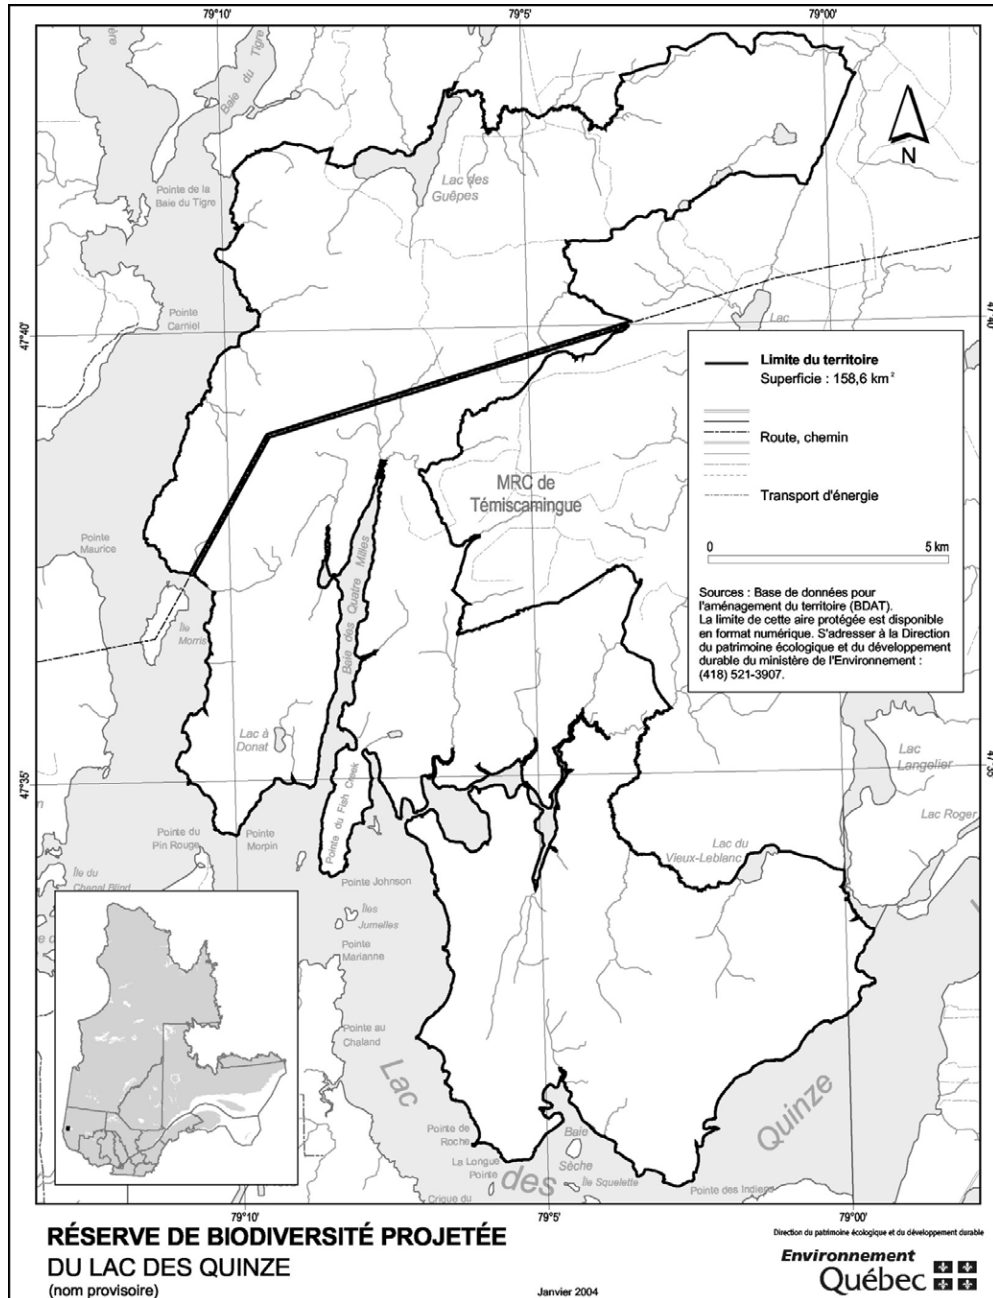 79°10'
79°5'
79°00'
Baie du Tigre
N
Lac des
Guêpes
Pointe de la
Baie du Tigre
Pointe
Carniel
Lac
47°40'
Limite du territoire
Superficie : 158,6 km²
Route, chemin
Transport d'énergie
0
5 km
Sources : Base de données pour
l'aménagement du territoire (BDAT).
La limite de cette aire protégée est disponible
en format numérique. S'adresser à la Direction
du patrimoine écologique et du développement
durable du ministère de l'Environnement :
(418) 521-3907.
MRC de
Témiscamingue
Pointe
Maurice
Baie des Quatre Milles
Île
Morris
Lac à
Donat
Lac
Langelier
47°35'
Pointe du Fish Creek
Lac Roger
Pointe du
Pin Rouge
Pointe
Morpin
Lac du
Vieux-Leblanc
Île du
Chenal Blind
Pointe Johnson
Îles
Jumelles
Pointe
Marianne
Pointe au
Chaland
Lac
des
Quinze
Pointe de
Roche
Baie
Sèche
La Longue
Pointe
Île Squelette
Pointe des Indiens
Crique du
79°10'
79°5'
79°00'
RÉSERVE DE BIODIVERSITÉ PROJETÉE
DU LAC DES QUINZE
(nom provisoire)
Janvier 2004
Direction du patrimoine écologique et du développement durable
Environnement
Québec